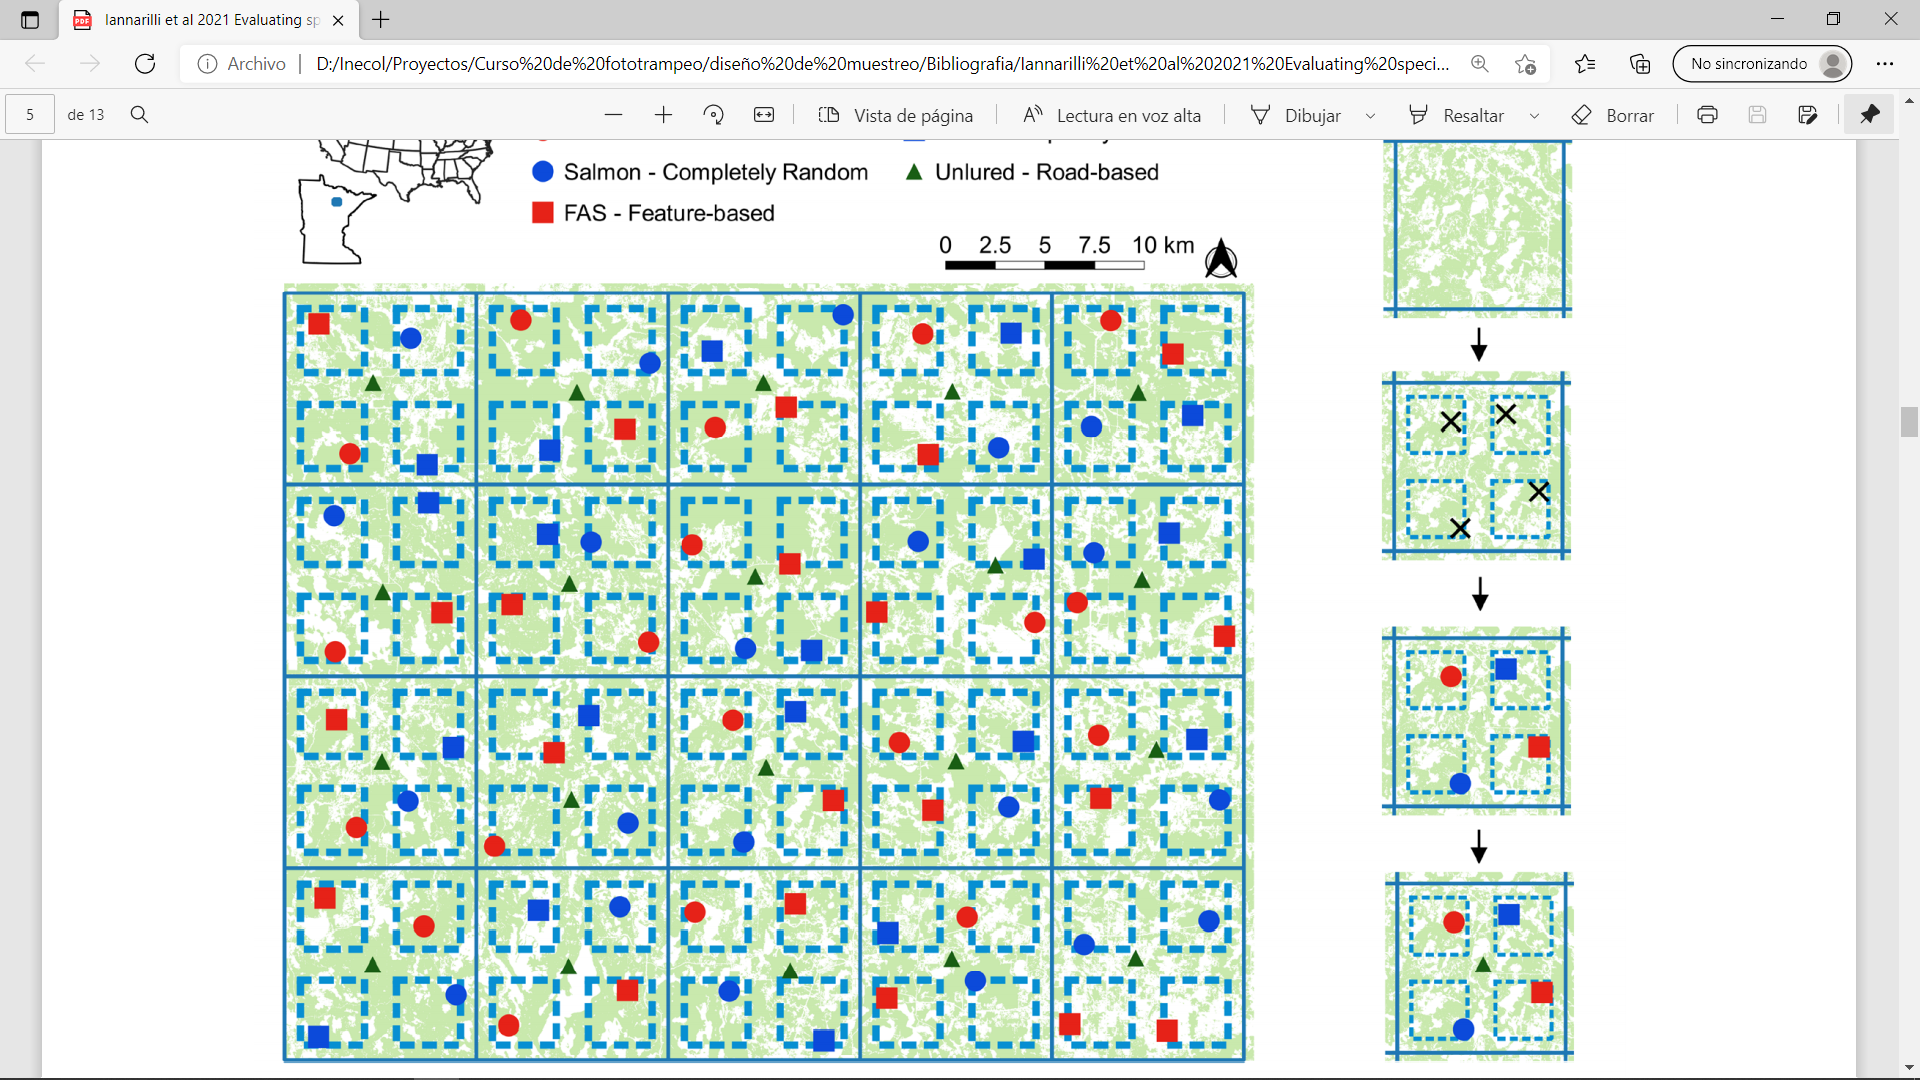 Iannarilli et al 2021 Evaluating sp
Archivo
D:/Inecol/Proyectos/Curso%20de%20fototrampeo/diseño%20de%20muestreo/Bibliografia/Iannarilli%20et%20al%202021%20Evaluating%20speci...
No sincronizando
5
de 13
Vista de página
Lectura en voz alta
Dibujar
Resaltar
Borrar
Salmon - Completely Random
Unlured - Road-based
FAS - Feature-based
0 2.5 5 7.5 10 km